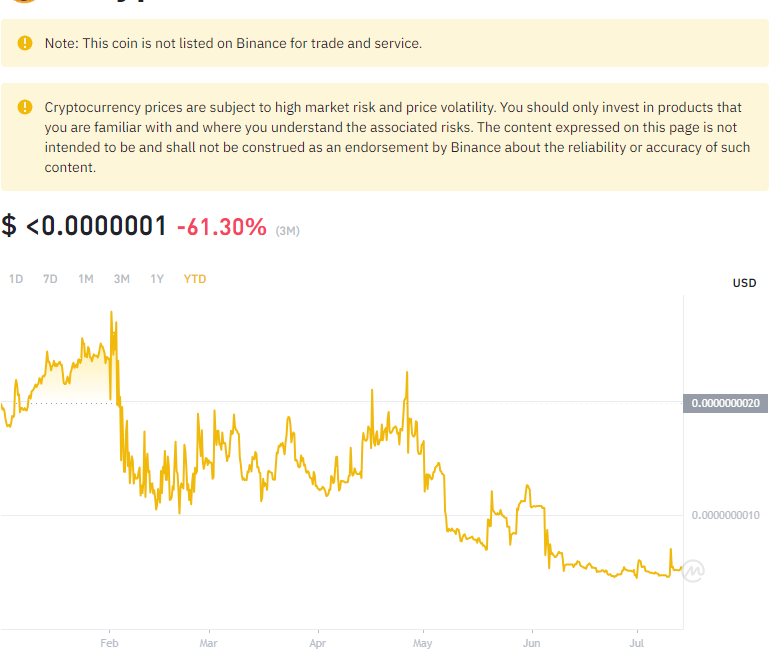 Note: This coin is not listed on Binance for trade and service.
Cryptocurrency prices are subject to high market risk and price volatility. You should only invest in products that
you are familiar with and where you understand the associated risks. The content expressed on this page is not
intended to be and shall not be construed as an endorsement by Binance about the reliability or accuracy of such
content.
$ <0.0000001 -61.30% (3M)
1D 7D 1M 3M 1Y YTD
USD
0.0000000020
0.0000000010
Feb Mar Apr May Jun Jul